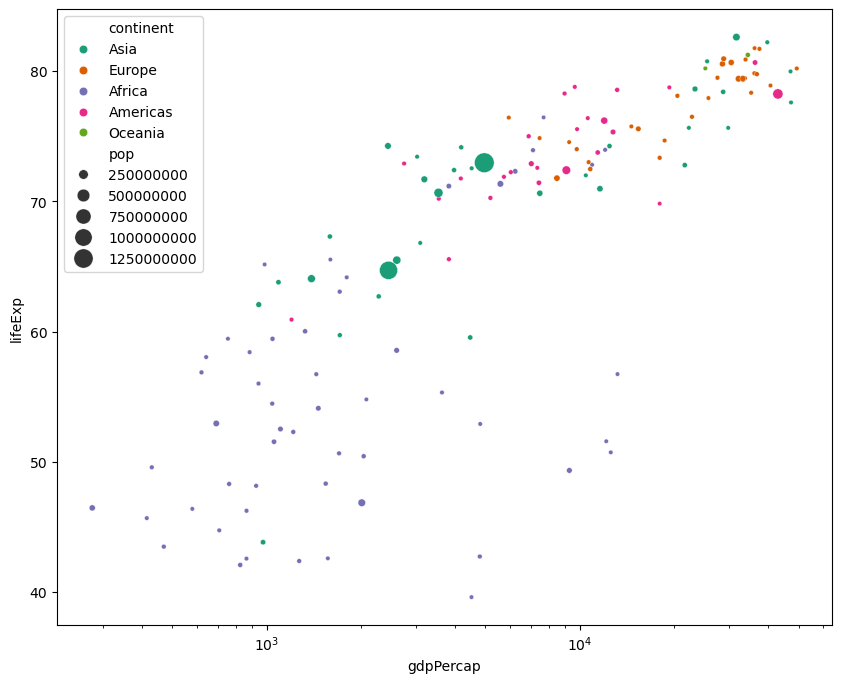 continent
Asia
Europe
Africa
Americas
Oceania
pop
250000000
500000000
750000000
1000000000
1250000000
80
70
60
50
40
lifeExp
10³
10⁴
gdpPercap